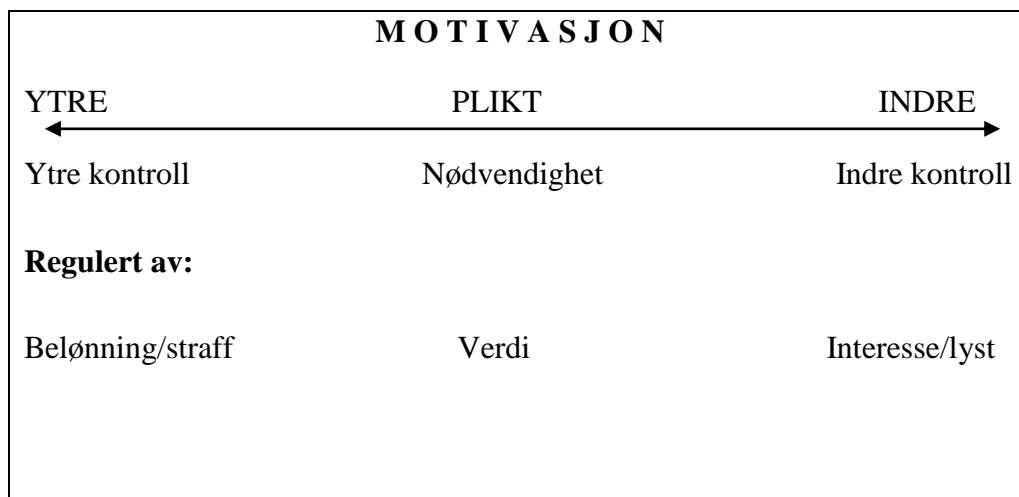 M O T I V A S J O N
YTRE PLIKT INDRE
Ytre kontroll Nødvendighet Indre kontroll
Regulert av:
Belønning/straff Verdi Interesse/lyst